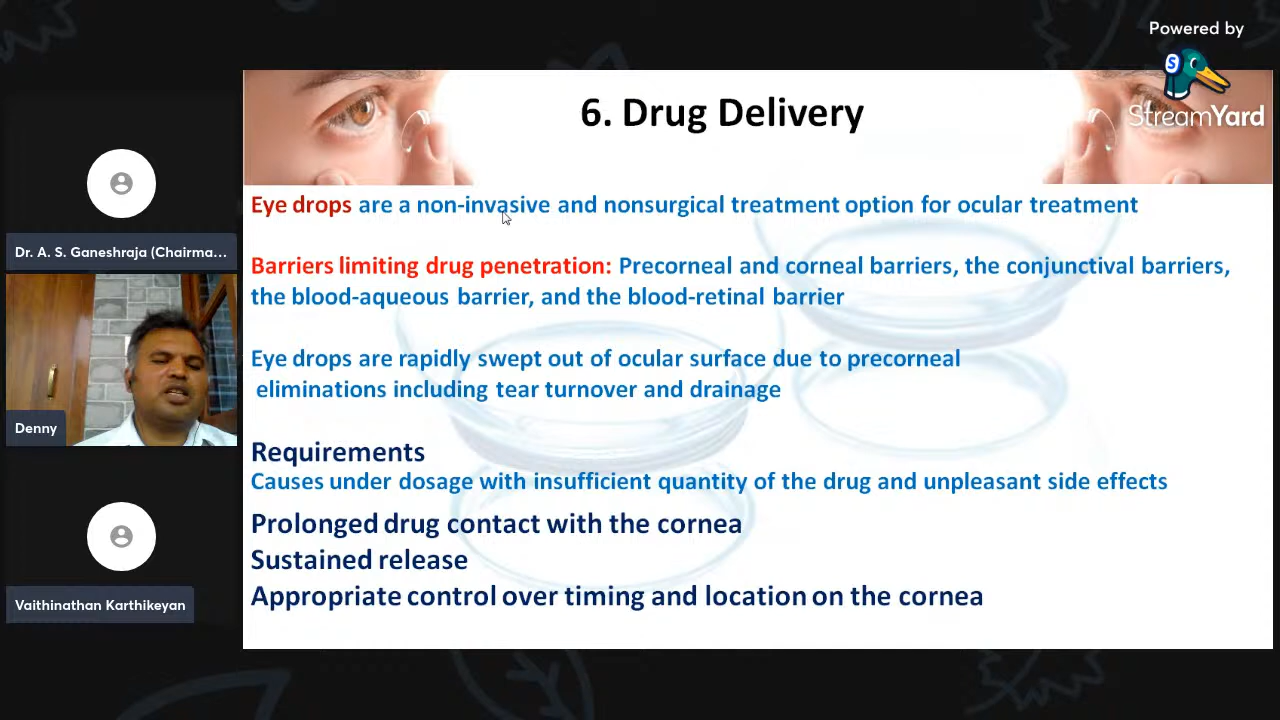 Powered by
StreamYard
6. Drug Delivery
Eye drops are a non-invasive and nonsurgical treatment option for ocular treatment
Barriers limiting drug penetration: Precorneal and corneal barriers, the conjunctival barriers,
the blood-aqueous barrier, and the blood-retinal barrier
Eye drops are rapidly swept out of ocular surface due to precorneal
eliminations including tear turnover and drainage
Requirements
Causes under dosage with insufficient quantity of the drug and unpleasant side effects
Prolonged drug contact with the cornea
Sustained release
Appropriate control over timing and location on the cornea
Dr. A. S. Ganeshraja (Chairma...
Denny
Vaithinathan Karthikeyan